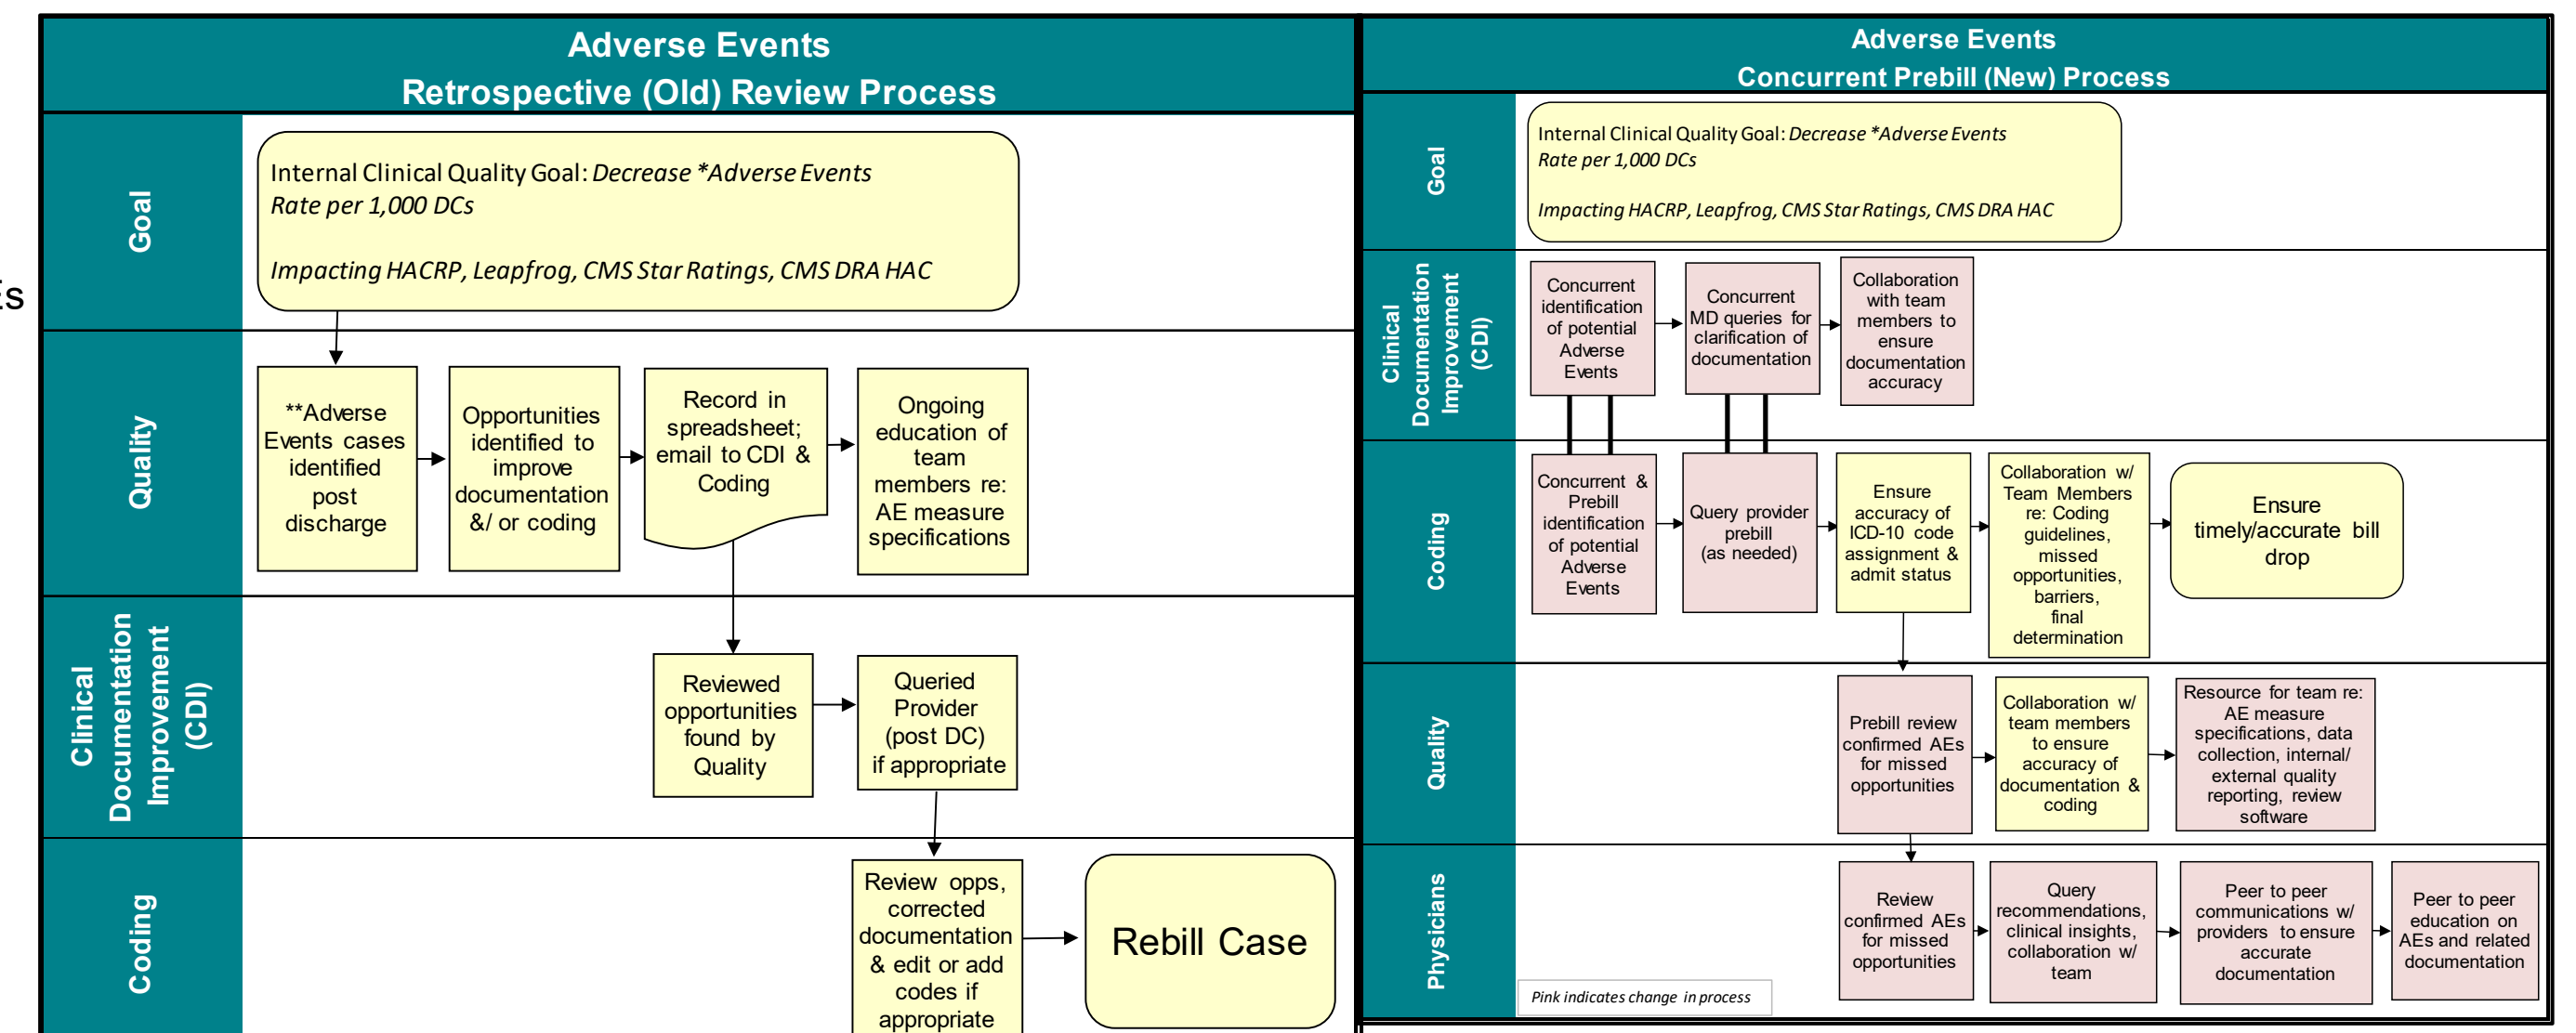 Es
Adverse Events
Retrospective (Old) Review Process
Goal
Internal Clinical Quality Goal: Decrease *Adverse Events
Rate per 1,000 DCs
Impacting HACRP, Leapfrog, CMS Star Ratings, CMS DRA HAC
Quality
**Adverse
Events cases
identified
post
discharge
Opportunities
identified to
improve
documentation
&/ or coding
Record in
spreadsheet;
email to CDI &
Coding
Ongoing
education of
team
members re:
AE measure
specifications
Clinical
Documentation
Improvement
(CDI)
Reviewed
opportunities
found by
Quality
Queried
Provider
(post DC)
if appropriate
Coding
Review opps,
corrected
documentation
& edit or add
codes if
appropriate
Rebill Case
Adverse Events
Concurrent Prebill (New) Process
Goal
Internal Clinical Quality Goal: Decrease *Adverse Events
Rate per 1,000 DCs
Impacting HACRP, Leapfrog, CMS Star Ratings, CMS DRA HAC
Clinical
Documentation
Improvement
(CDI)
Concurrent
identification
of potential
Adverse
Events
Concurrent
MD queries for
clarification of
documentation
Collaboration
with team
members to
ensure
documentation
accuracy
Coding
Concurrent &
Prebill
identification
of potential
Adverse
Events
Query provider
prebill
(as needed)
Ensure
accuracy of
ICD-10 code
assignment &
admit status
Collaboration w/
Team Members
re: Coding
guidelines,
missed
opportunities,
barriers,
final
determination
Ensure
timely/accurate bill
drop
Quality
Prebill review
confirmed AEs
for missed
opportunities
Collaboration w/
team members
to ensure
accuracy of
documentation &
coding
Resource for team re:
AE measure
specifications, data
collection, internal/
external quality
reporting, review
software
Physicians
Review
confirmed AEs
for missed
opportunities
Query
recommendations,
clinical insights,
collaboration w/
team
Peer to peer
communications w/
providers to ensure
accurate
documentation
Peer to peer
education on
AEs and related
documentation
Pink indicates change in process